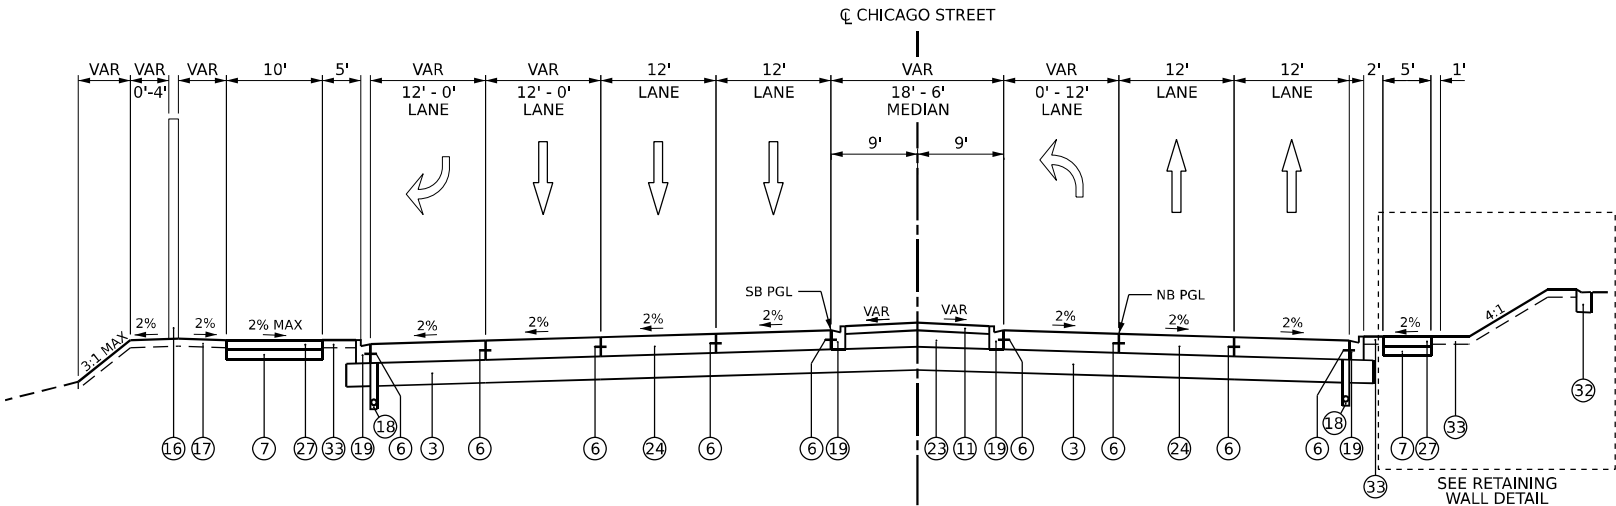 ℄ CHICAGO STREET
VAR VAR VAR 10' 5' VAR VAR 12' 12' VAR VAR 12' 12' 2' 5' 1'
0'-4' 12' - 0' 12' - 0' LANE LANE 18' - 6' 0' - 12' LANE LANE
LANE LANE MEDIAN LANE
9' 9'
SB PGL NB PGL
3:1 MAX 2% 2% 2% MAX 2% 2% 2% 2% VAR VAR 2% 2% 2% 2% 4:1
32
18 18
16 17 7 27 33 19 6 3 6 6 24 6 6 19 23 11 19 6 3 6 24 6 6 19 7 27 33
33
SEE RETAINING
WALL DETAIL